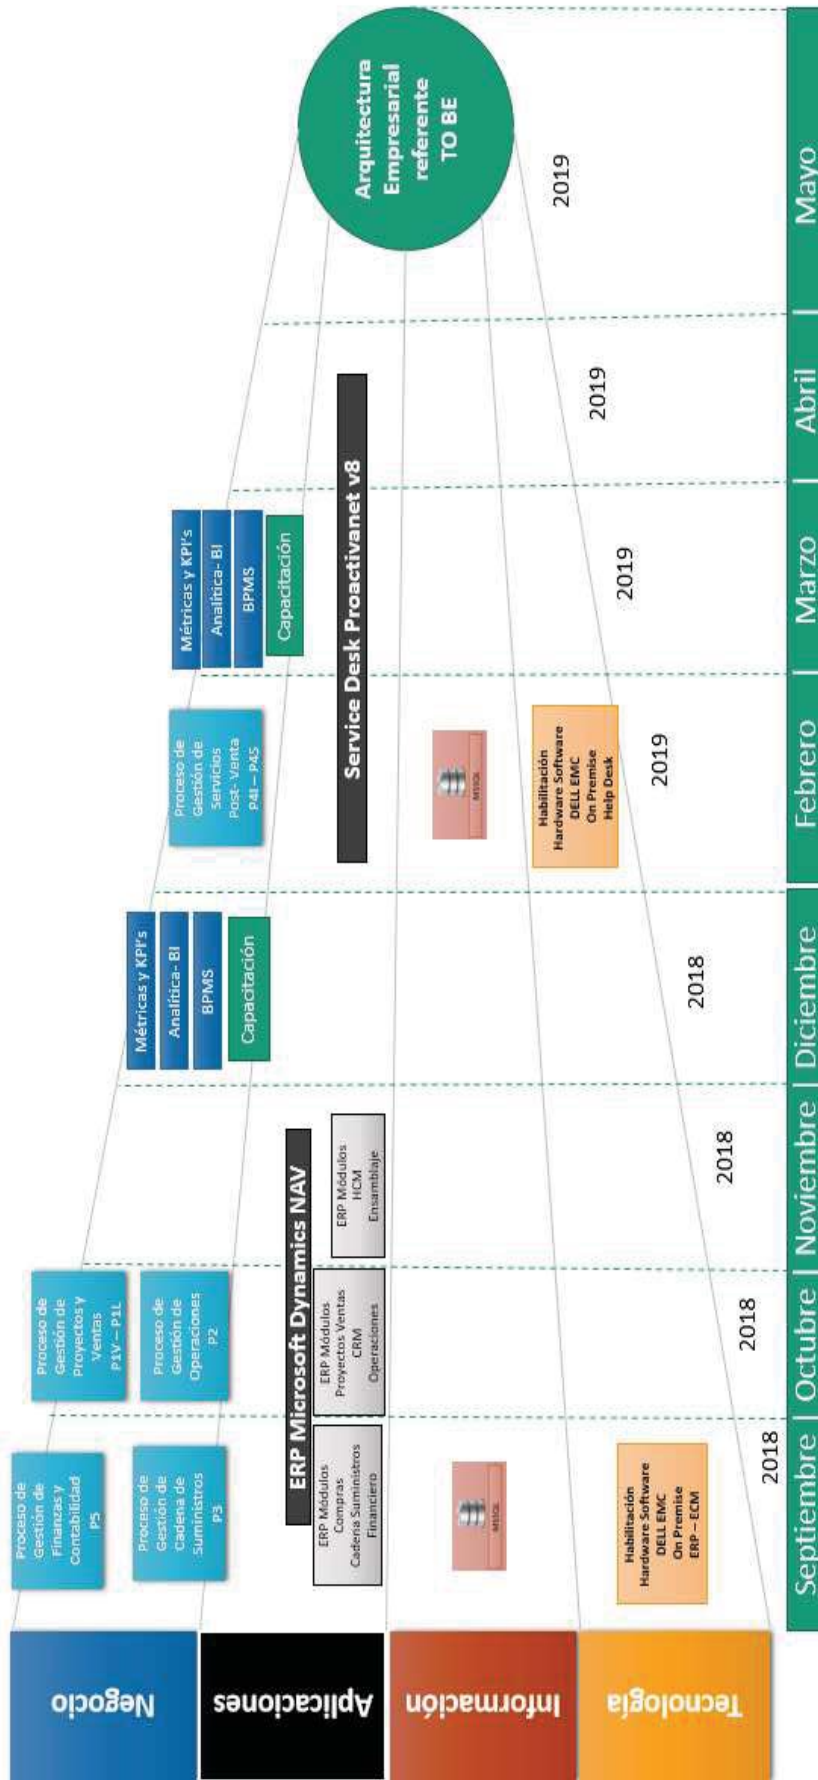 Negocio
Proceso de
Gestión de
Finanzas y
Contabilidad
P5
Proceso de
Gestión de
Cadena de
Suministros
P3
Proceso de
Gestión de
Proyectos y
Ventas
P1V – P1L
Proceso de
Gestión de
Operaciones
P2
Métricas y KPI's
Analítica- BI
BPMS
Capacitación
Proceso de
Gestión de
Servicios
Post- Venta
P4I – P4S
Métricas y KPI's
Analítica- BI
BPMS
Capacitación
Aplicaciones
ERP Microsoft Dynamics NAV
ERP Módulos
Compras
Cadena Suministros
Financiero
ERP Módulos
Proyectos Ventas
CRM
Operaciones
ERP Módulos
HCM
Ensamblaje
Service Desk Proactivanet v8
Arquitectura
Empresarial
referente
TO BE
Información
MSSQL
MSSQL
Tecnología
Habilitación
Hardware Software
DELL EMC
On Premise
ERP – ECM
Habilitación
Hardware Software
DELL EMC
On Premise
Help Desk
2018
2018
2018
2018
2019
2019
2019
2019
Septiembre | Octubre | Noviembre | Diciembre
Febrero | Marzo | Abril | Mayo